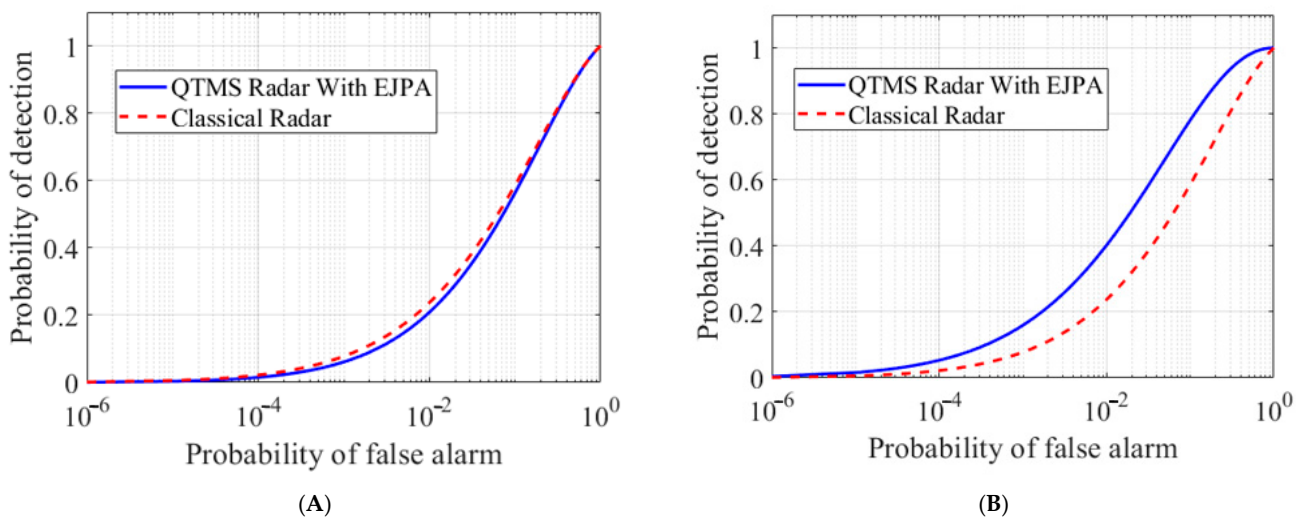 Probability of detection
1
0.8
0.6
0.4
0.2
0
QTMS Radar With EJPA
Classical Radar
10^-6
10^-4
10^-2
10^0
Probability of false alarm
(A)
Probability of detection
1
0.8
0.6
0.4
0.2
0
QTMS Radar With EJPA
Classical Radar
10^-6
10^-4
10^-2
10^0
Probability of false alarm
(B)